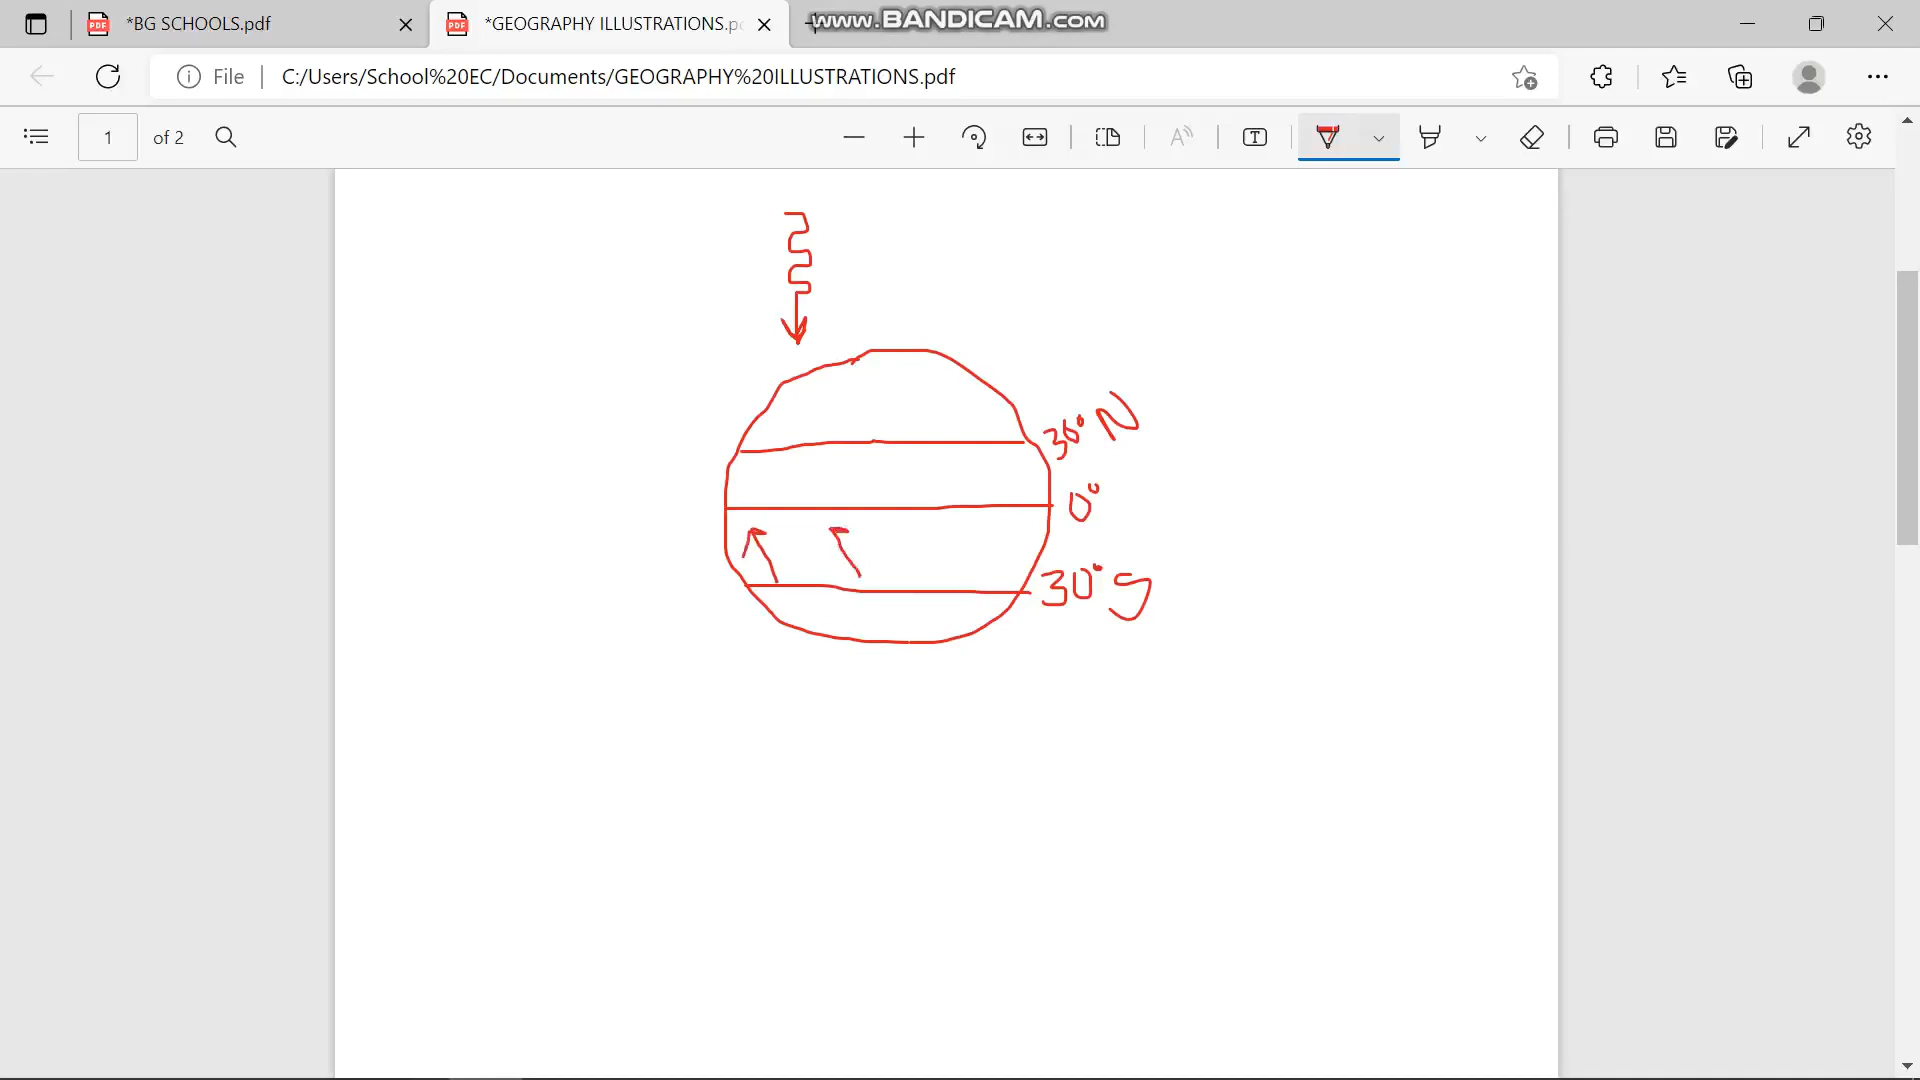 *BG SCHOOLS.pdf
*GEOGRAPHY ILLUSTRATIONS.p
www.BANDICAM.COM
File
C:/Users/School%20EC/Documents/GEOGRAPHY%20ILLUSTRATIONS.pdf
1 of 2
30° N
0°
30° S